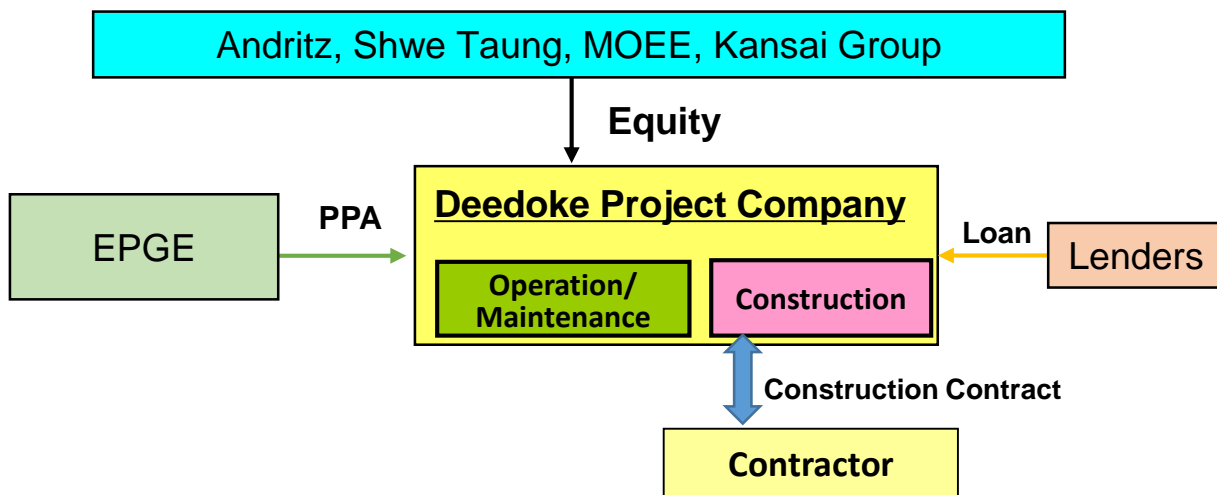 Andritz, Shwe Taung, MOEE, Kansai Group
Equity
Deedoke Project Company
PPA
EPGE
Loan
Lenders
Operation/
Maintenance
Construction
Construction Contract
Contractor